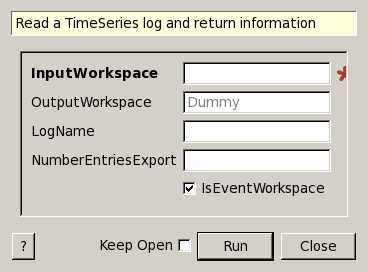 Read a TimeSeries log and return information
InputWorkspace
OutputWorkspace Dummy
LogName
NumberEntriesExport
IsEventWorkspace
? Keep Open Run Close